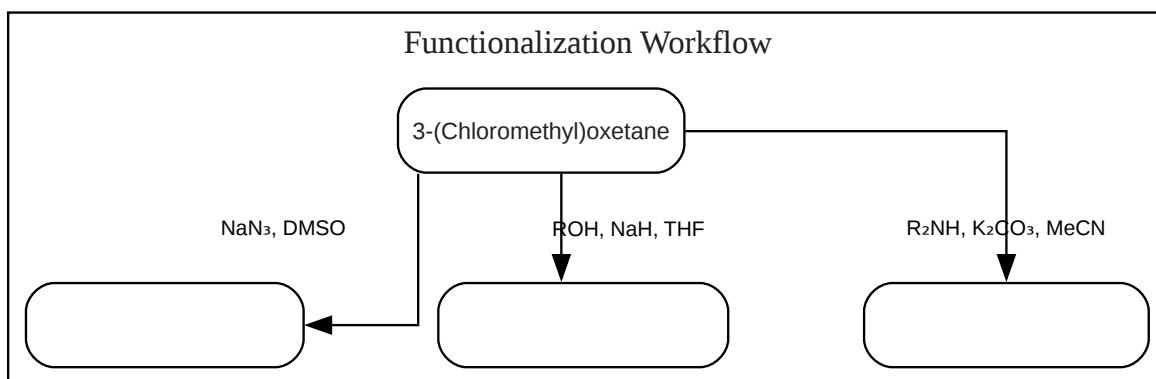 Functionalization Workflow
3-(Chloromethyl)oxetane
NaN₃, DMSO
ROH, NaH, THF
R₂NH, K₂CO₃, MeCN